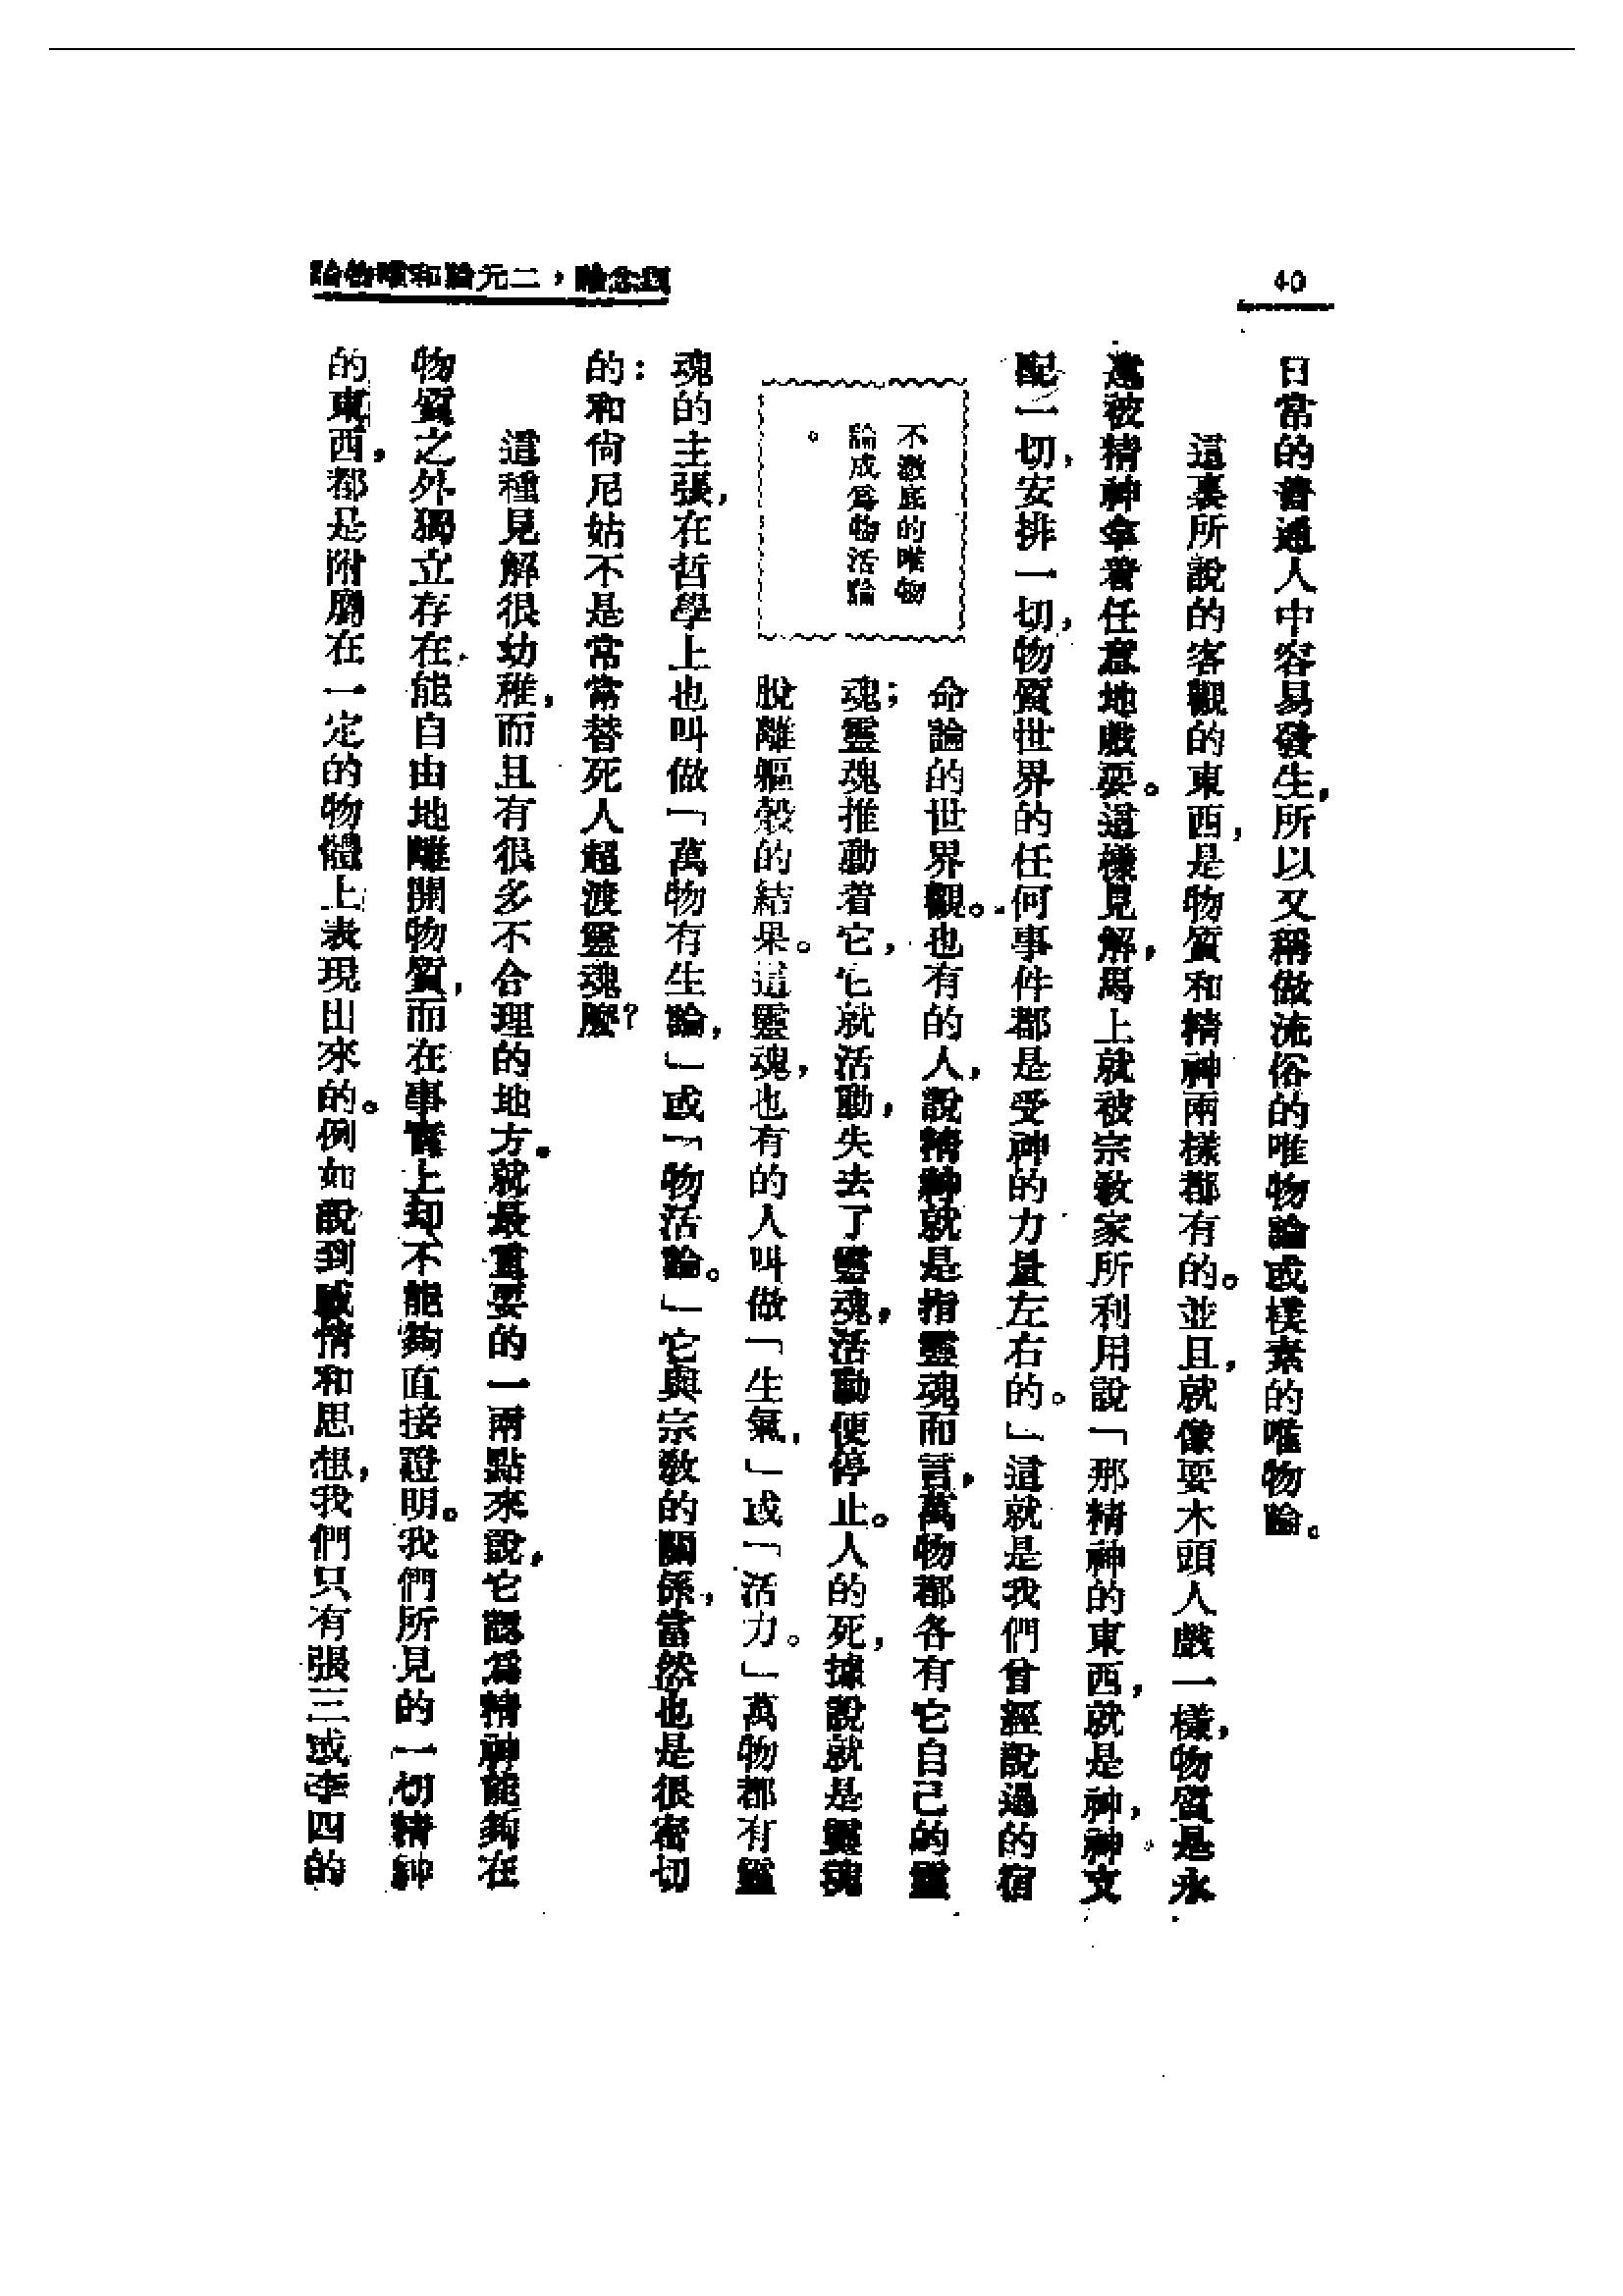 40
觀念論，二元論和唯物論
日常的普通人中容易發生，所以又稱做流俗的唯物論或樸素的唯物論。
這裏所說的客觀的東西，是物質和精神兩樣都有的。並且，就像耍木頭人戲一樣，物質是永
遠被精神拿着任意地戲耍。這樣見解，馬上就被宗教家所利用說「那精神的東西，就是神，神支
配一切，安排一切，物質世界的任何事件都是受神的力量左右的。」這就是我們曾經說過的宿
命論的世界觀。也有的人，說精神就是指靈魂而言，萬物都各有它自己的靈
魂；靈魂推動着它，它就活動，失去了靈魂，活動便停止。人的死，據說就是靈魂
脫離軀殼的結果。這靈魂，也有的人叫做「生氣，」或「活力。」萬物都有靈
不澈底的唯物
論成爲物活論
。
魂的主張，在哲學上也叫做「萬物有生論，」或「物活論。」它與宗教的關係，當然也是很密切
的：和尙尼姑不是常常替死人超渡靈魂麼？
這種見解很幼稚，而且有很多不合理的地方。就最重要的一兩點來說，它認爲精神能夠在
物質之外獨立存在，能自由地離開物質，而在事實上却不能夠直接證明。我們所見的一切精神
的東西，都是附屬在一定的物體上表現出來的。例如說到感情和思想，我們只有張三或李四的